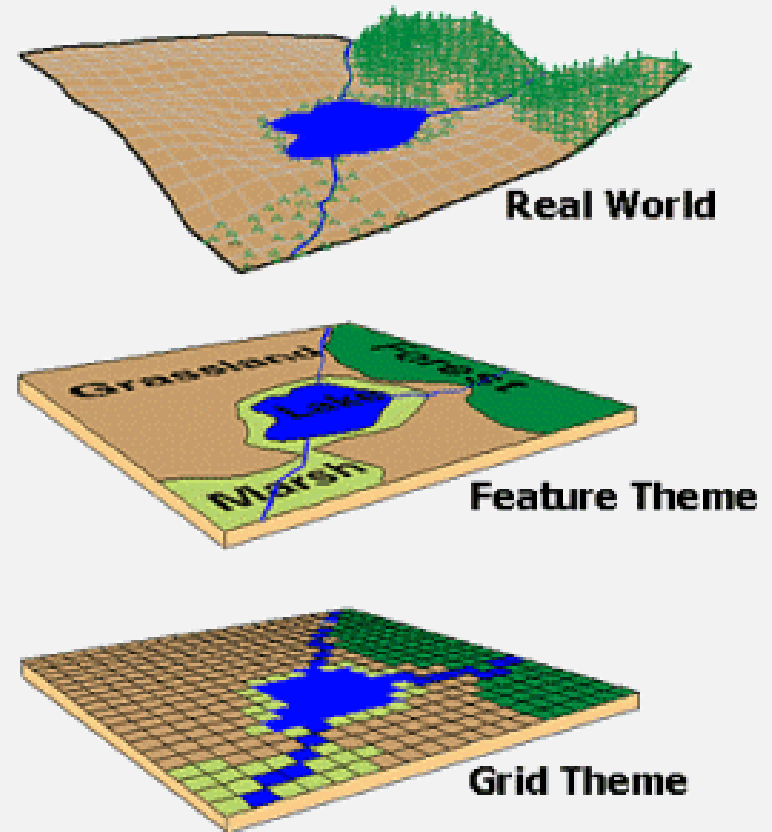 Real World
Grassland
Forest
Lake
Marsh
Feature Theme
Grid Theme